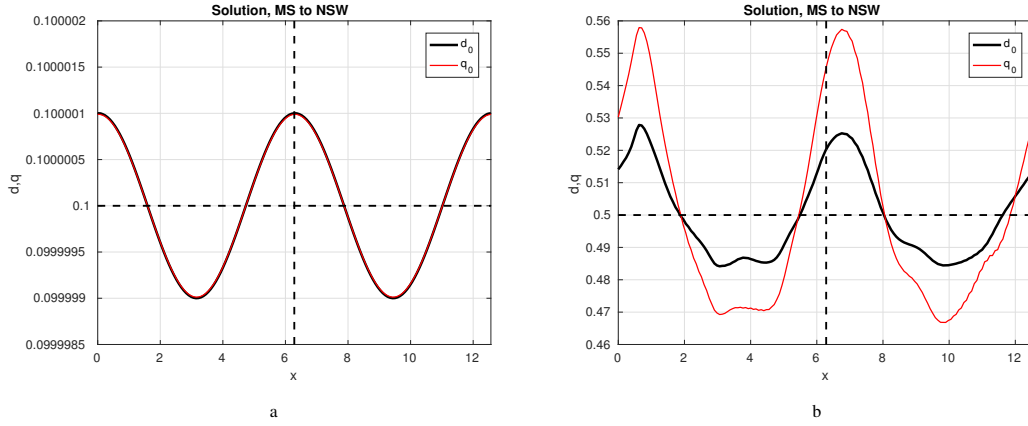 Solution, MS to NSW
0.100002
0.1000015
0.100001
0.1000005
0.1
0.0999995
0.099999
0.0999985
d,q
0 2 4 6 8 10 12
x
d0
q0
a
Solution, MS to NSW
0.56
0.55
0.54
0.53
0.52
0.51
0.5
0.49
0.48
0.47
0.46
d,q
0 2 4 6 8 10 12
x
d0
q0
b